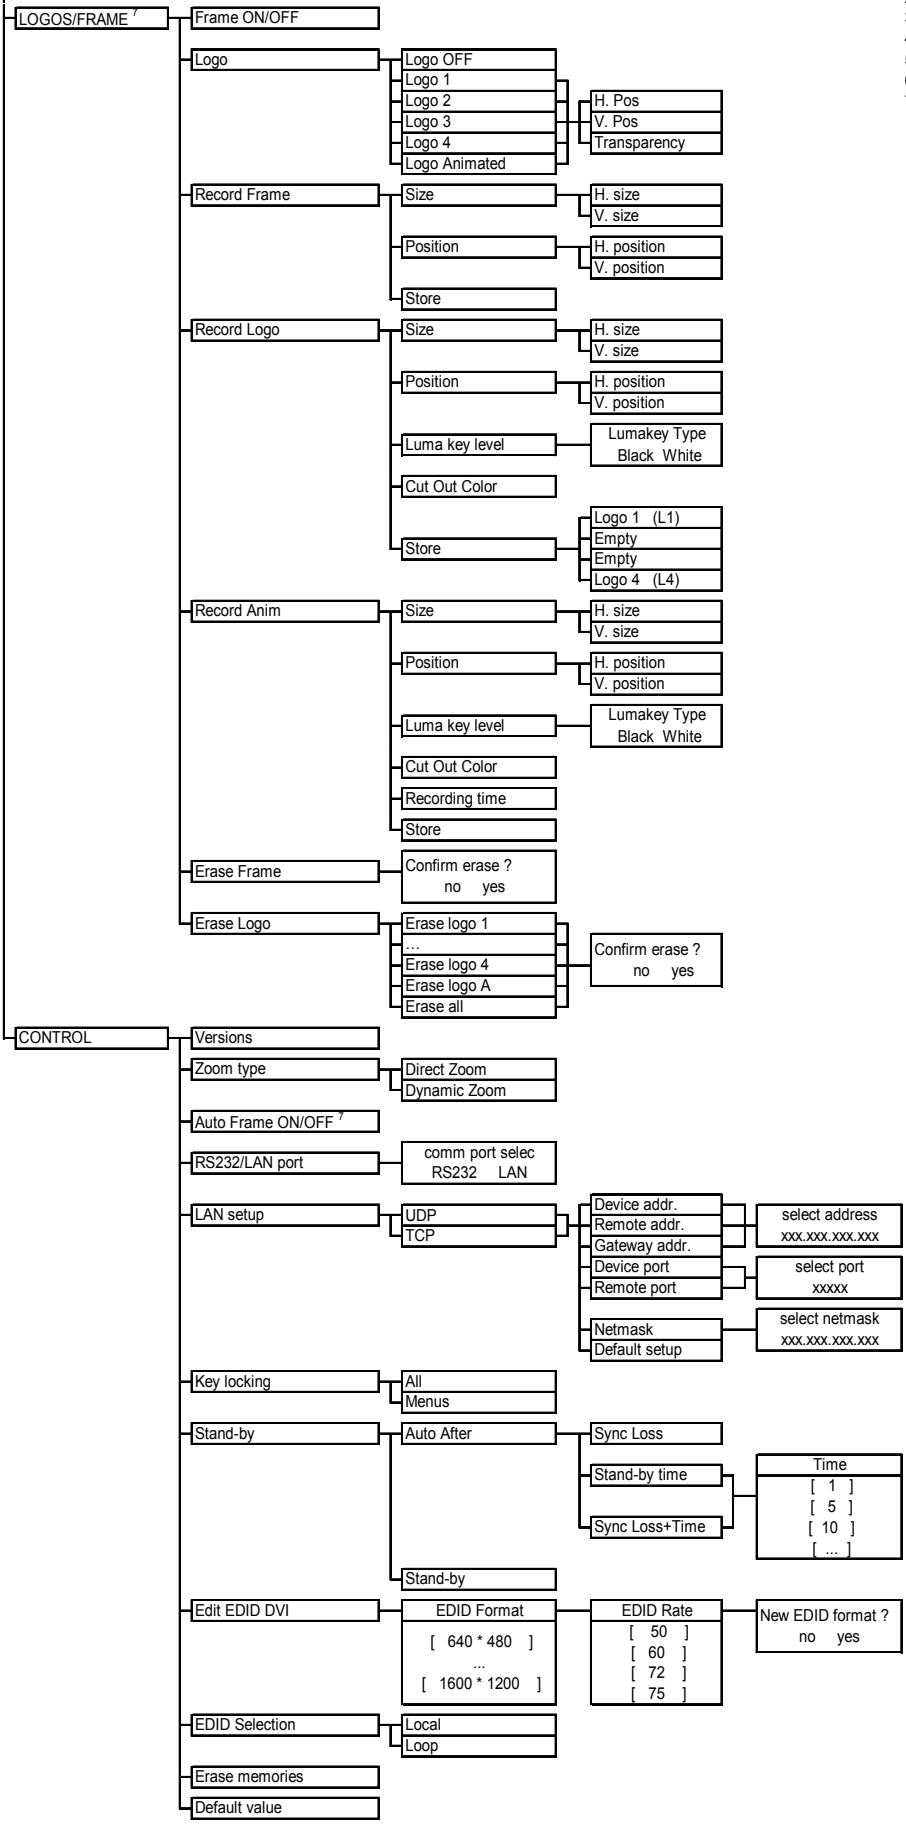 LOGOS/FRAME 7
Frame ON/OFF
Logo
Logo OFF
Logo 1
Logo 2
Logo 3
Logo 4
Logo Animated
H. Pos
V. Pos
Transparency
Record Frame
Size
H. size
V. size
Position
H. position
V. position
Store
Record Logo
Size
H. size
V. size
Position
H. position
V. position
Luma key level
Lumakey Type
Black White
Cut Out Color
Store
Logo 1 (L1)
Empty
Empty
Logo 4 (L4)
Record Anim
Size
H. size
V. size
Position
H. position
V. position
Luma key level
Lumakey Type
Black White
Cut Out Color
Recording time
Store
Erase Frame
Confirm erase ?
no yes
Erase Logo
Erase logo 1
...
Erase logo 4
Erase logo A
Erase all
Confirm erase ?
no yes
CONTROL
Versions
Zoom type
Direct Zoom
Dynamic Zoom
Auto Frame ON/OFF 7
RS232/LAN port
comm port selec
RS232 LAN
LAN setup
UDP
TCP
Device addr.
Remote addr.
Gateway addr.
Device port
Remote port
Netmask
Default setup
select address
xxx.xxx.xxx.xxx
select port
xxxxx
select netmask
xxx.xxx.xxx.xxx
Key locking
All
Menus
Stand-by
Auto After
Sync Loss
Stand-by time
Sync Loss+Time
Time
[ 1 ]
[ 5 ]
[ 10 ]
[ ... ]
Stand-by
Edit EDID DVI
EDID Format
[ 640 * 480 ]
...
[ 1600 * 1200 ]
EDID Rate
[ 50 ]
[ 60 ]
[ 72 ]
[ 75 ]
New EDID format ?
no yes
EDID Selection
Local
Loop
Erase memories
Default value